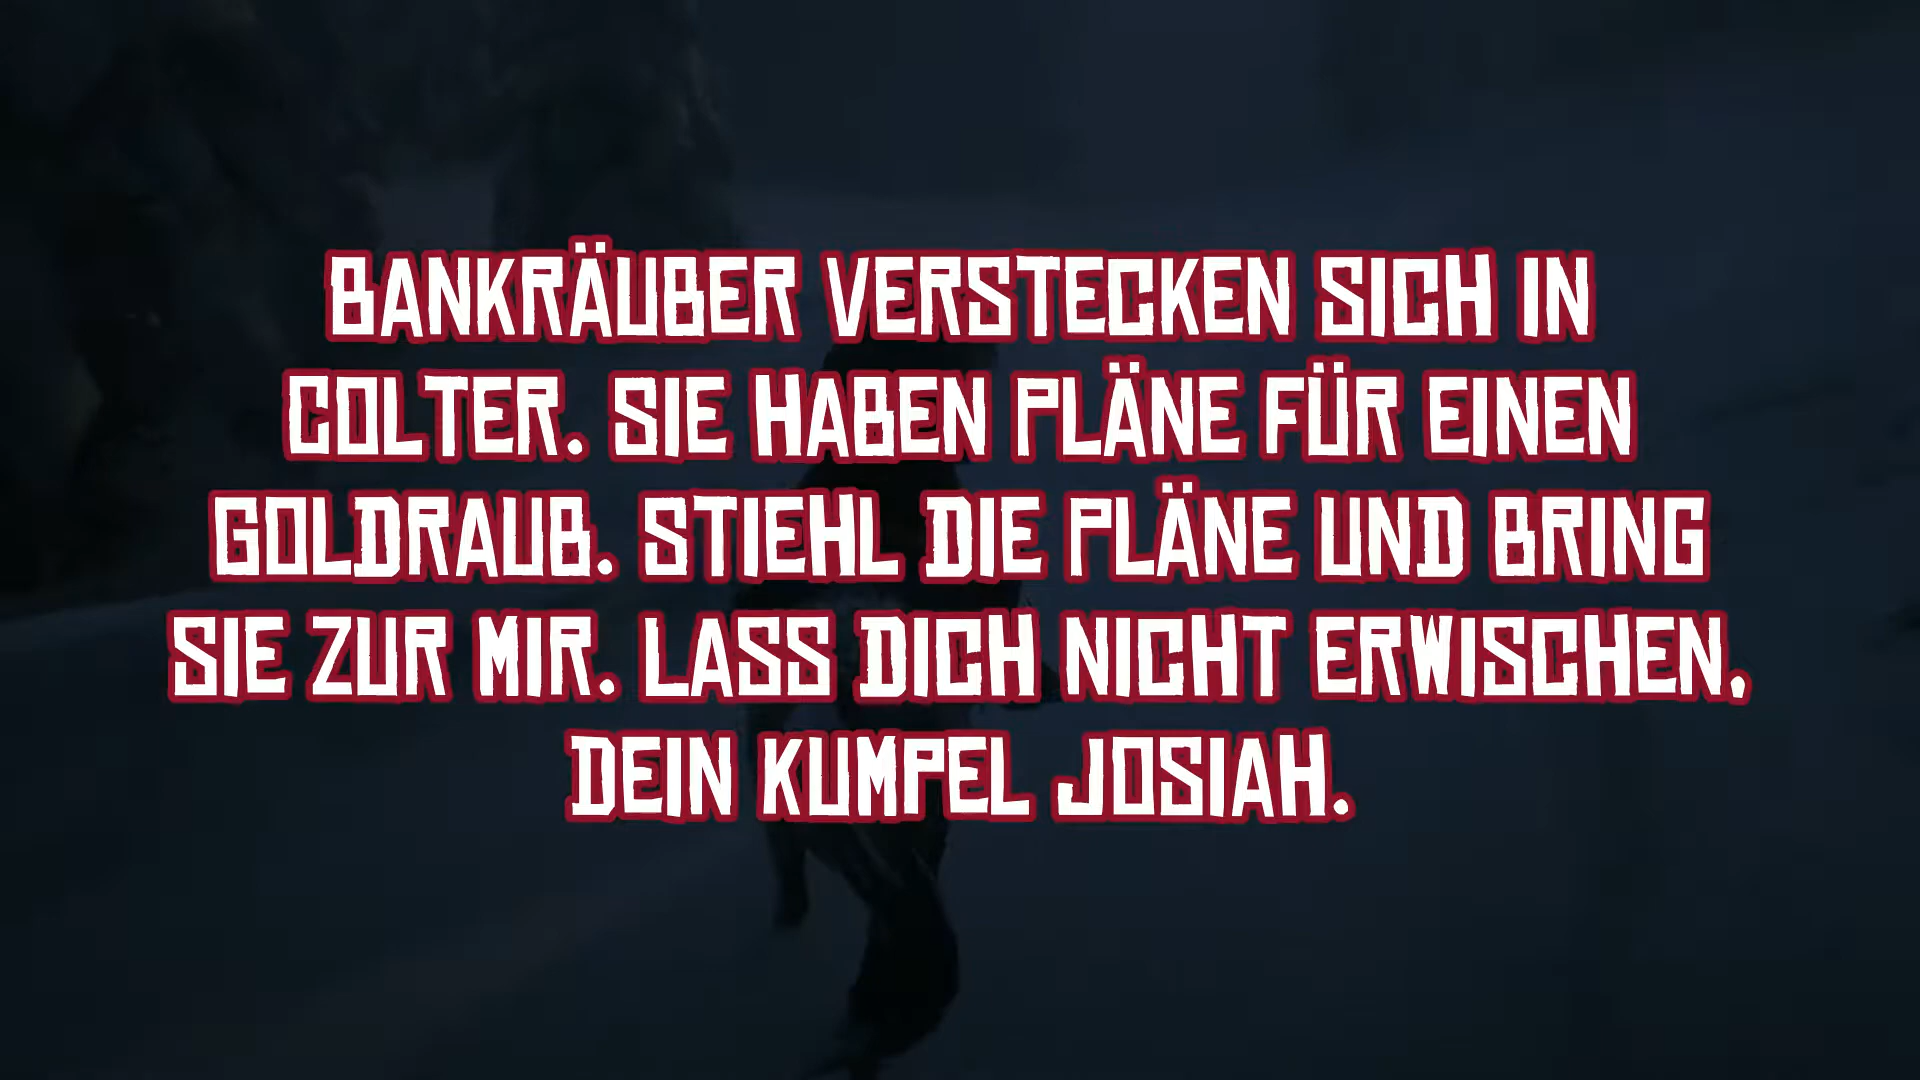 BANKRÄUBER VERSTECKEN SICH IN
COLTER. SIE HABEN PLÄNE FÜR EINEN
GOLDRAUB. STIEHL DIE PLÄNE UND BRING
SIE ZUR MIR. LASS DICH NICHT ERWISCHEN,
DEIN KUMPEL JOSIAH.